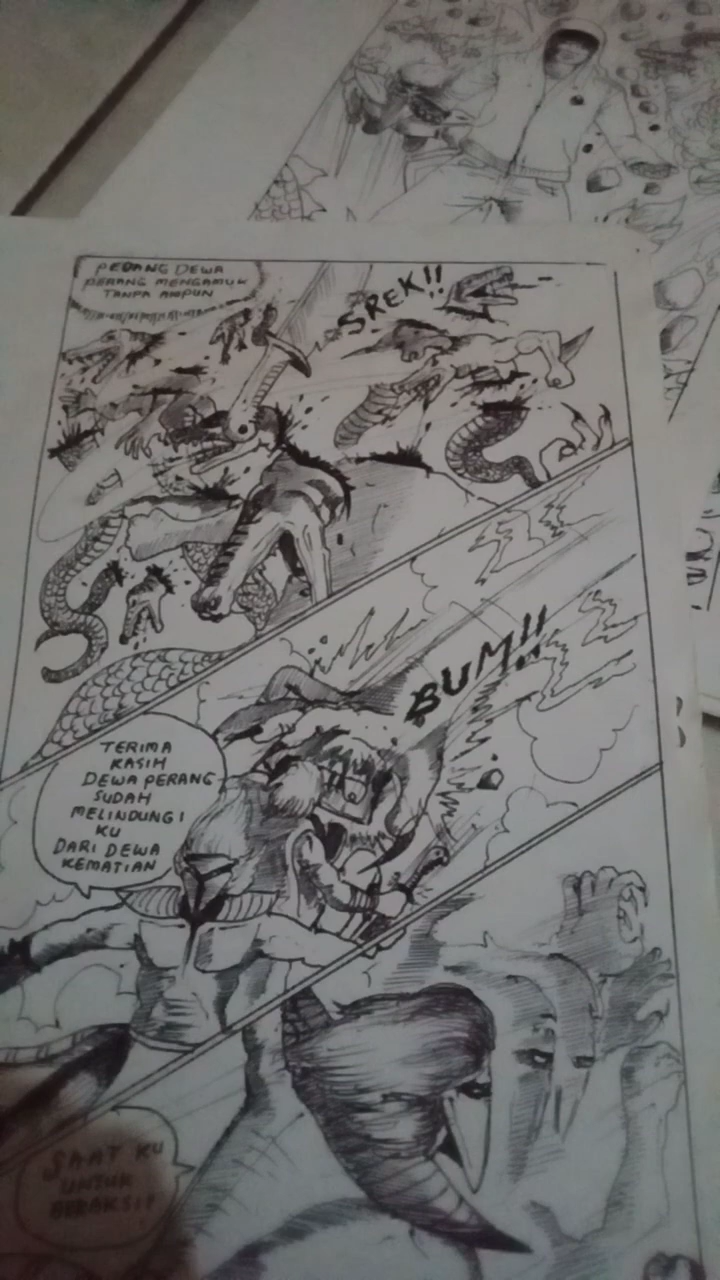 PEDANG DEWA
PERANG MENGAMUK
TANPA AMPUN
SREK!!
BUM!!
TERIMA
KASIH
DEWA PERANG
SUDAH
MELINDUNGI
KU
DARI DEWA
KEMATIAN
SAAT KU
UNTUK
BERAKSI!